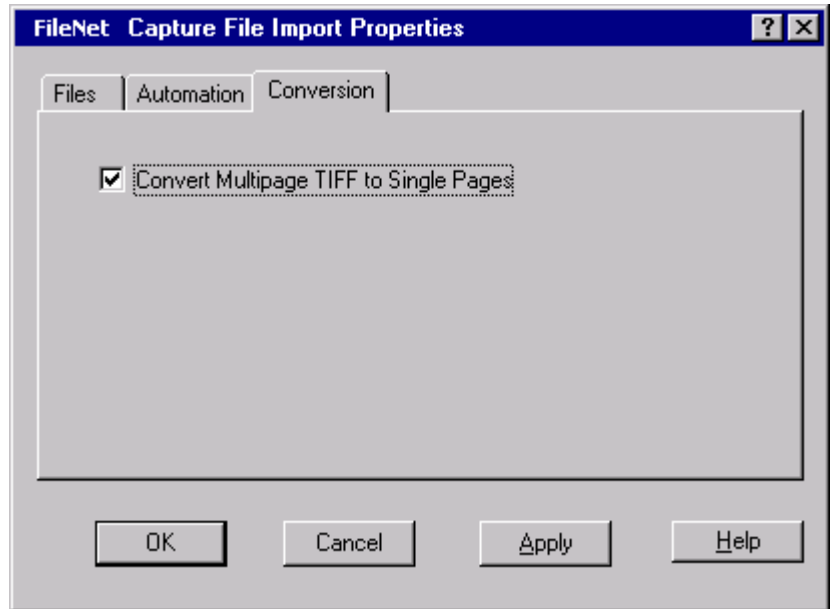 FileNet Capture File Import Properties
Files Automation Conversion
Convert Multipage TIFF to Single Pages
OK Cancel Apply Help